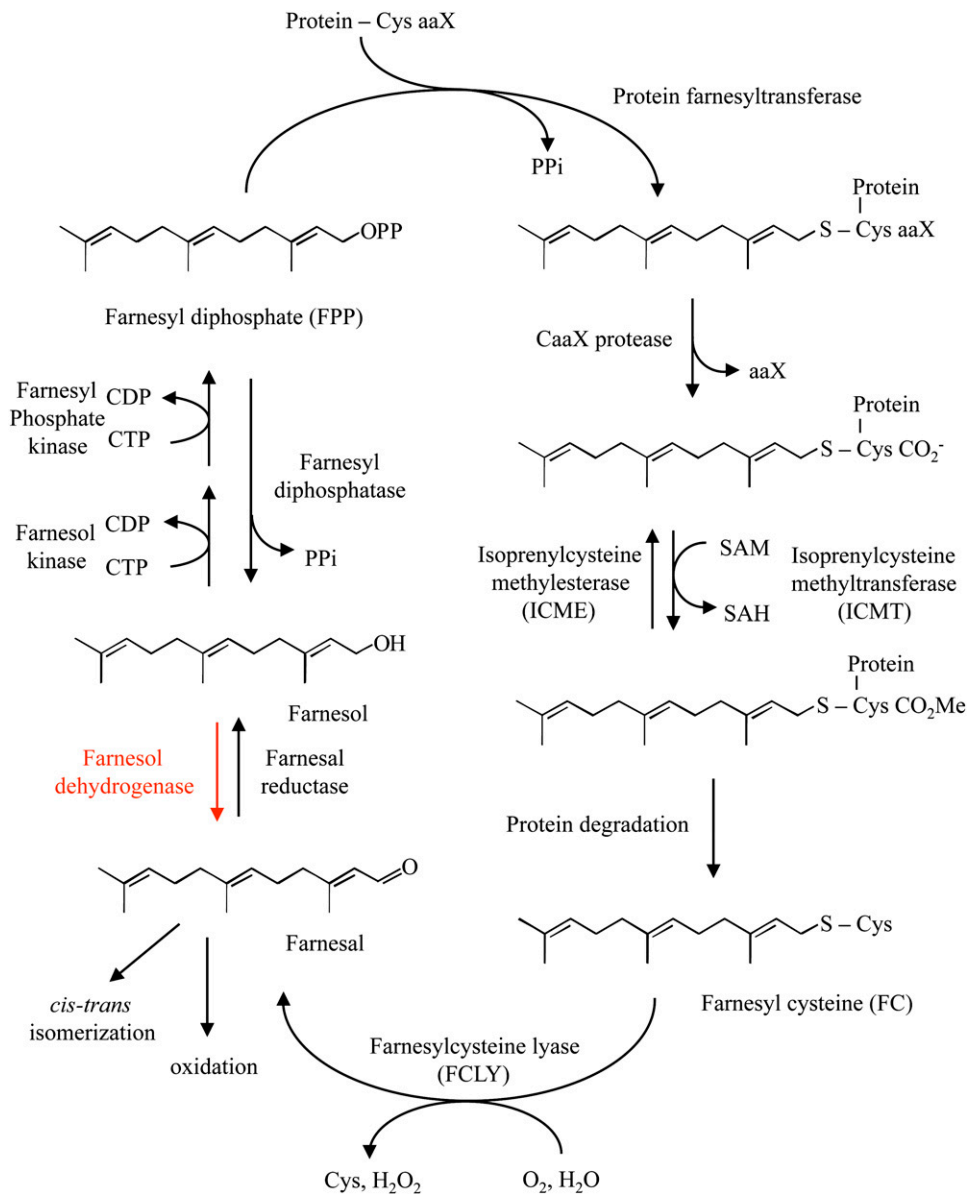 Protein – Cys aaX
Protein farnesyltransferase
PPi
Protein
S – Cys aaX
OPP
Farnesyl diphosphate (FPP)
CaaX protease
aaX
Farnesyl
Phosphate
kinase
CDP
CTP
Protein
S – Cys CO₂⁻
Farnesyl
diphosphatase
Farnesol
kinase
CDP
CTP
PPi
Isoprenylcysteine
methylesterase
(ICME)
SAM
SAH
Isoprenylcysteine
methyltransferase
(ICMT)
OH
Farnesol
Protein
S – Cys CO₂Me
Farnesol
dehydrogenase
Farnesal
reductase
Protein degradation
O
Farnesal
S – Cys
Farnesyl cysteine (FC)
cis-trans
isomerization
oxidation
Farnesylcysteine lyase
(FCLY)
Cys, H₂O₂
O₂, H₂O